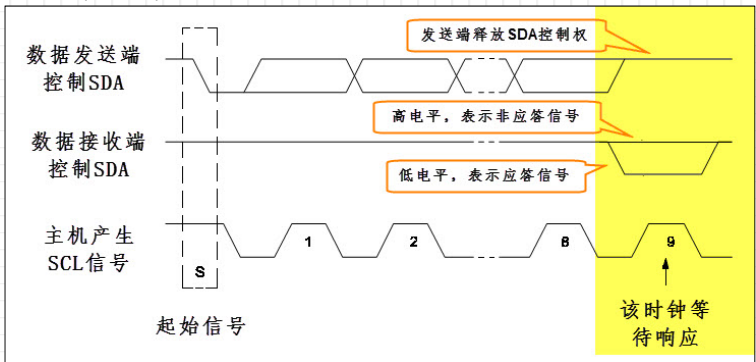 发送端释放SDA控制权
数据发送端
控制SDA
高电平，表示非应答信号
数据接收端
控制SDA
低电平，表示应答信号
主机产生
SCL信号
1
2
8
9
S
起始信号
该时钟等
待响应